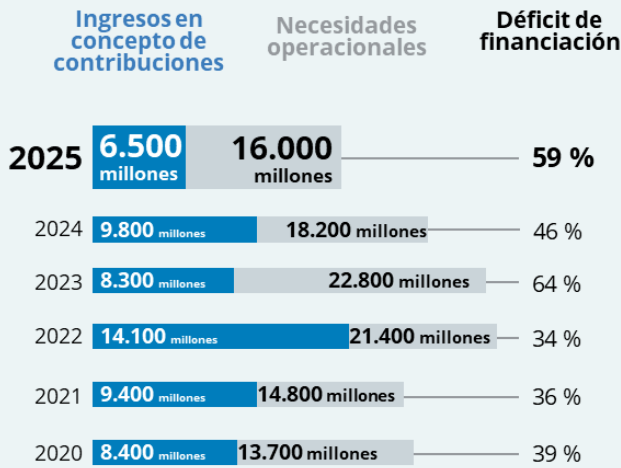 Ingresos en
concepto de
contribuciones
Necesidades
operacionales
Déficit de
financiación
2025 6.500 millones 16.000 millones 59 %
2024 9.800 millones 18.200 millones 46 %
2023 8.300 millones 22.800 millones 64 %
2022 14.100 millones 21.400 millones 34 %
2021 9.400 millones 14.800 millones 36 %
2020 8.400 millones 13.700 millones 39 %